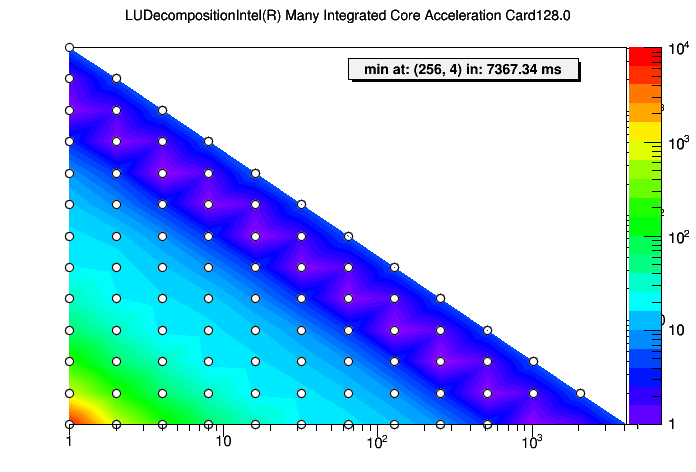 LUDecompositionIntel(R) Many Integrated Core Acceleration Card128.0
min at: (256, 4) in: 7367.34 ms
10⁴
10³
10²
10
1
1 10 10² 10³